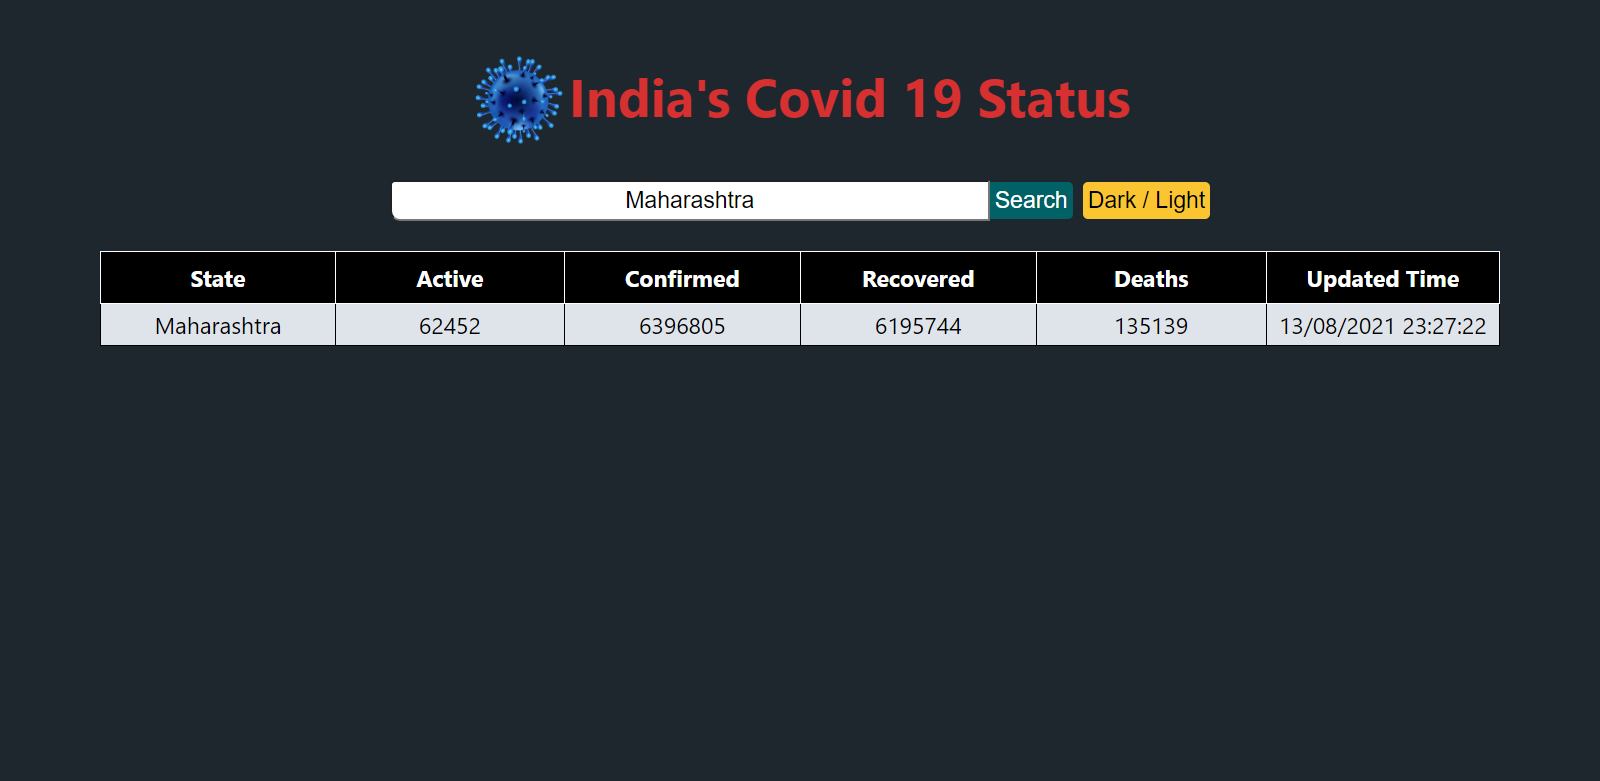 India's Covid 19 Status
Maharashtra Search Dark / Light
State Active Confirmed Recovered Deaths Updated Time
Maharashtra 62452 6396805 6195744 135139 13/08/2021 23:27:22